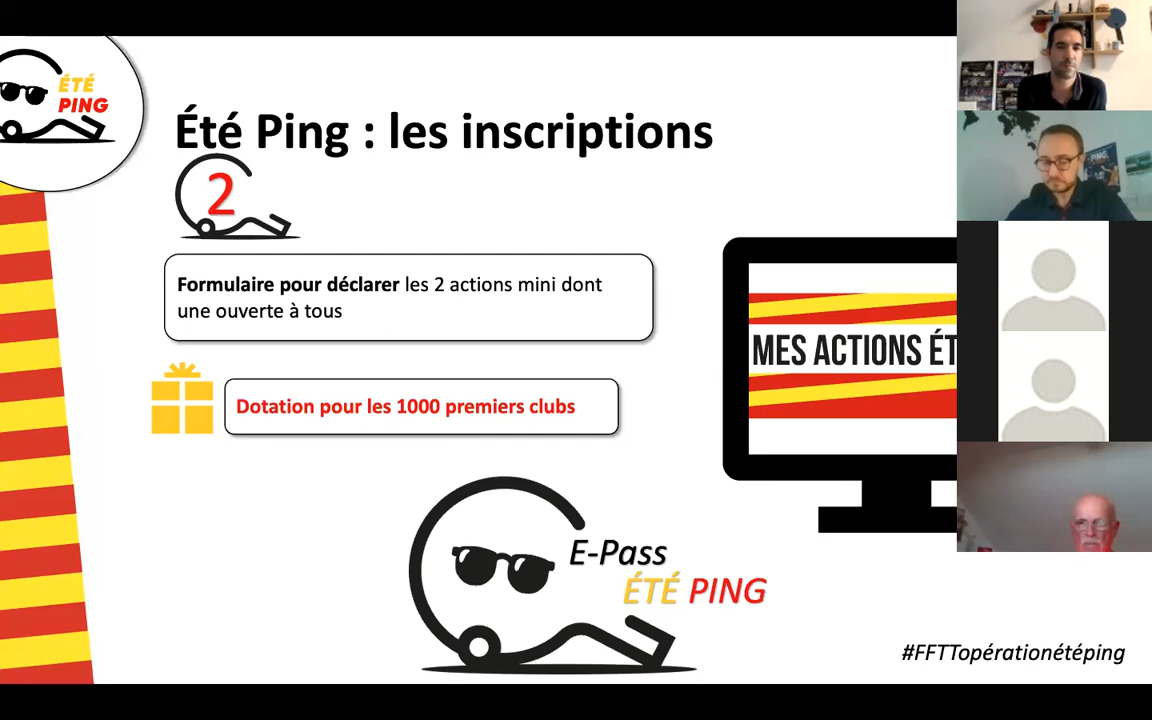 ÉTÉ
PING
Été Ping : les inscriptions
2
Formulaire pour déclarer les 2 actions mini dont
une ouverte à tous
Dotation pour les 1000 premiers clubs
MES ACTIONS ÉT
E-Pass
ÉTÉ PING
#FFTTopérationétéping
PING